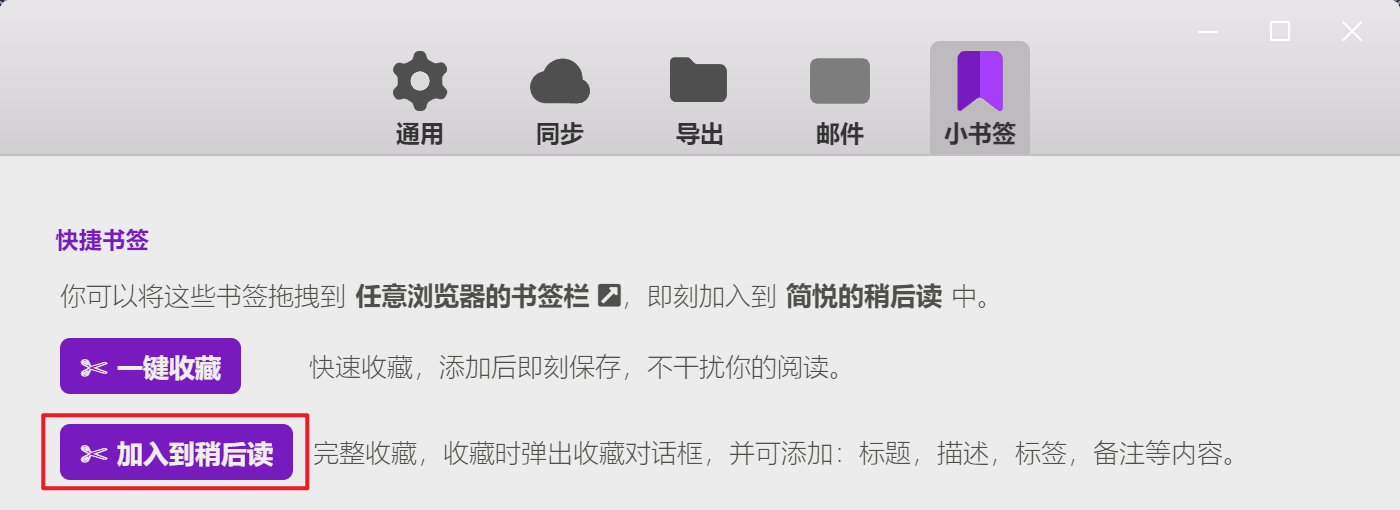 通用 同步 导出 邮件 小书签
快捷书签
你可以将这些书签拖拽到 任意浏览器的书签栏，即刻加入到 简悦的稍后读 中。
一键收藏 快速收藏，添加后即刻保存，不干扰你的阅读。
加入到稍后读 完整收藏，收藏时弹出收藏对话框，并可添加：标题，描述，标签，备注等内容。